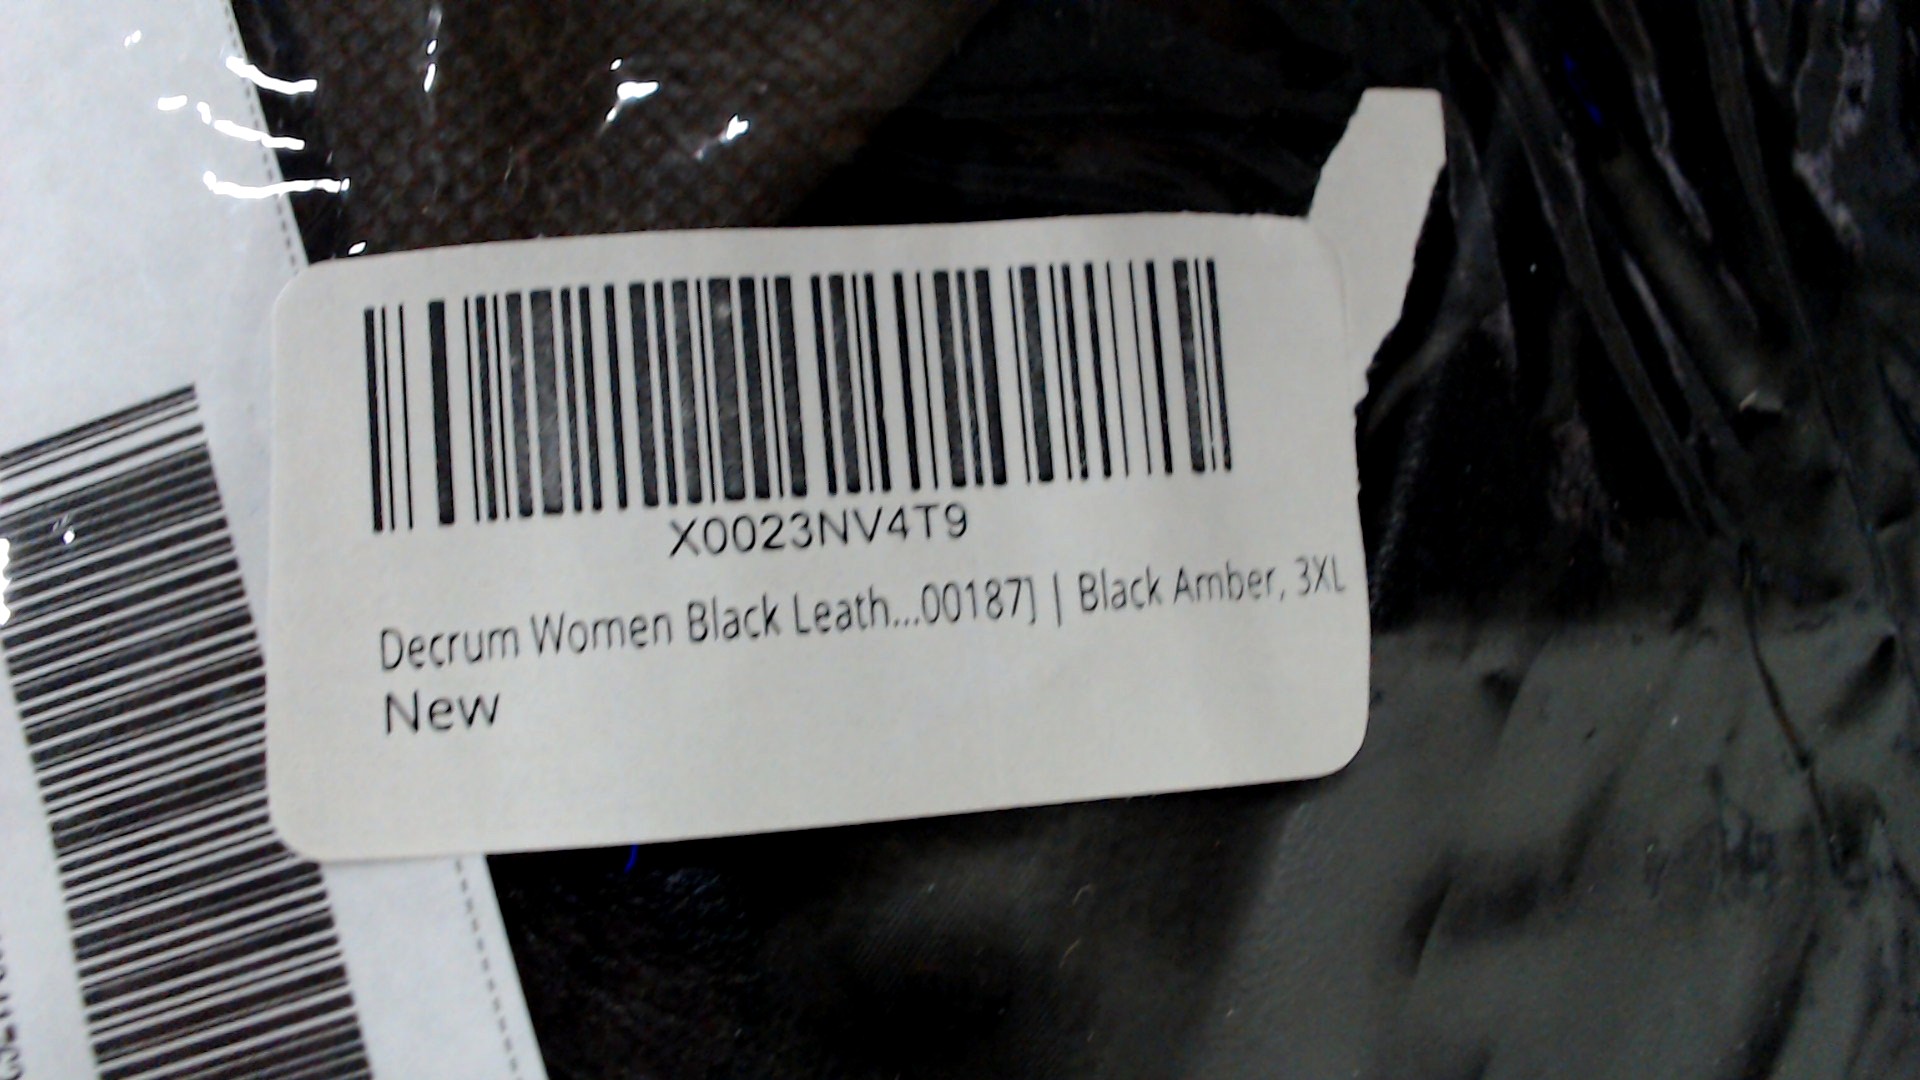 X0023NV4T9
Decrum Women Black Leath...00187] | Black Amber, 3XL
New